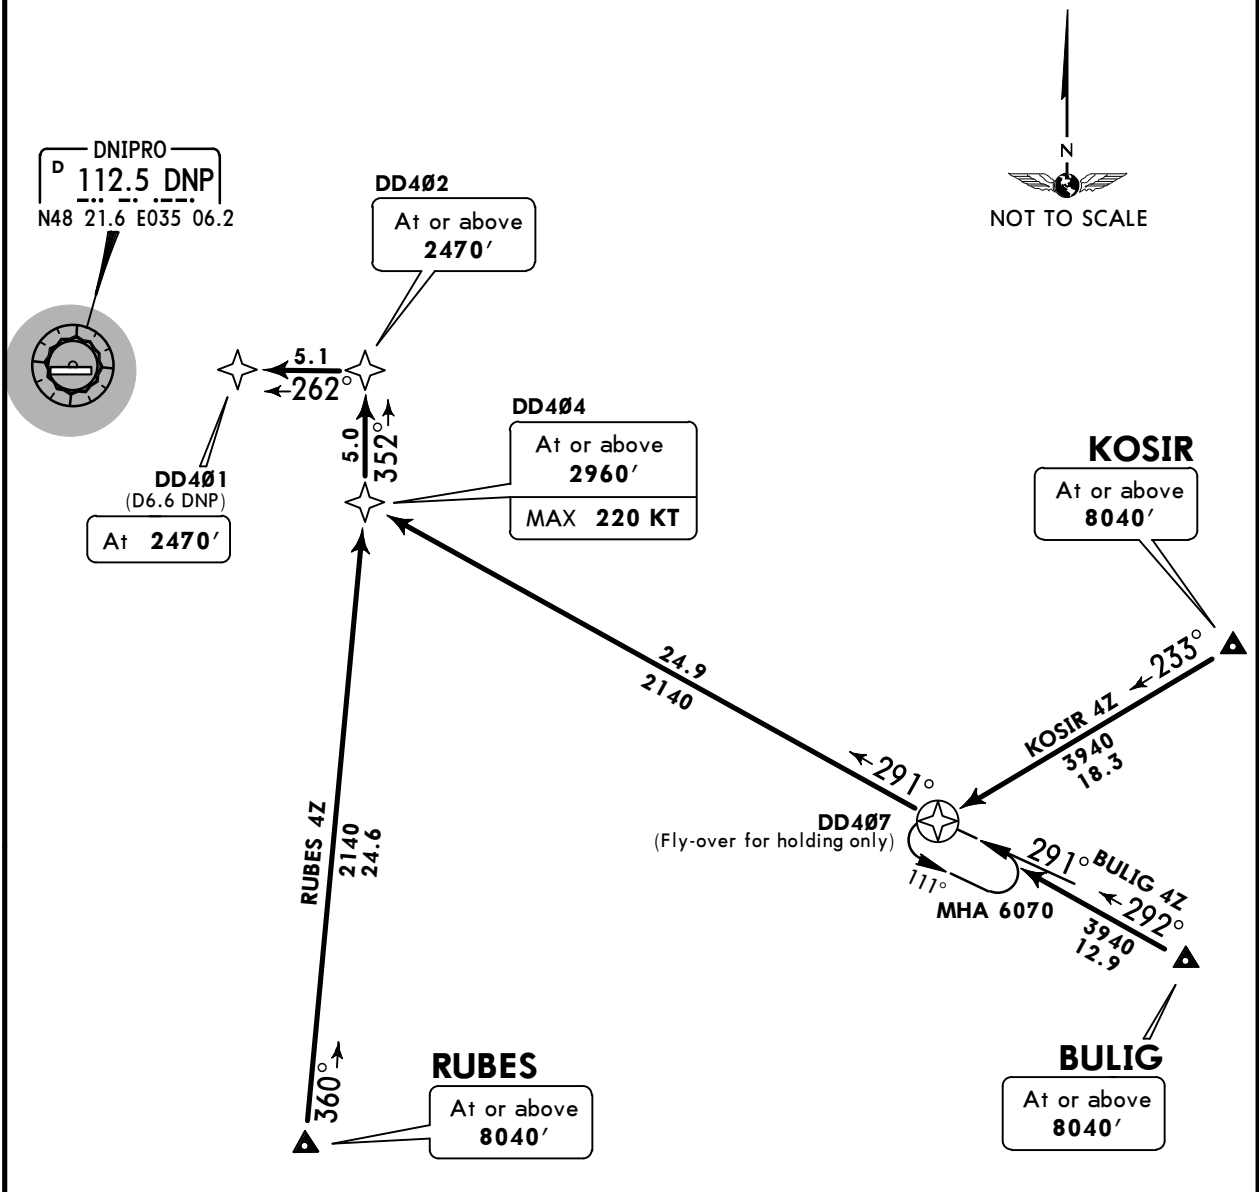 DNIPRO
D
112.5 DNP
N48 21.6 E035 06.2
N
NOT TO SCALE
DD4Ø2
At or above
2470′
5.1
262°
DD4Ø1
(D6.6 DNP)
At 2470′
5.0
352°
DD4Ø4
At or above
2960′
MAX 220 KT
KOSIR
At or above
8040′
233°
KOSIR 4Z
3940
18.3
24.9
2140
291°
DD4Ø7
(Fly-over for holding only)
111°
MHA 6070
291°
BULIG 4Z
292°
3940
12.9
BULIG
At or above
8040′
RUBES 4Z
2140
24.6
360°
RUBES
At or above
8040′